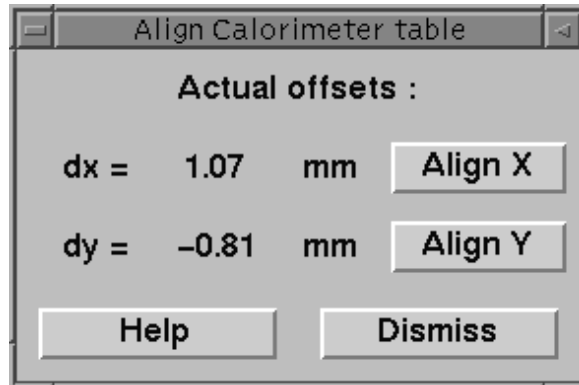 Align Calorimeter table
Actual offsets :
dx = 1.07 mm Align X
dy = −0.81 mm Align Y
Help Dismiss